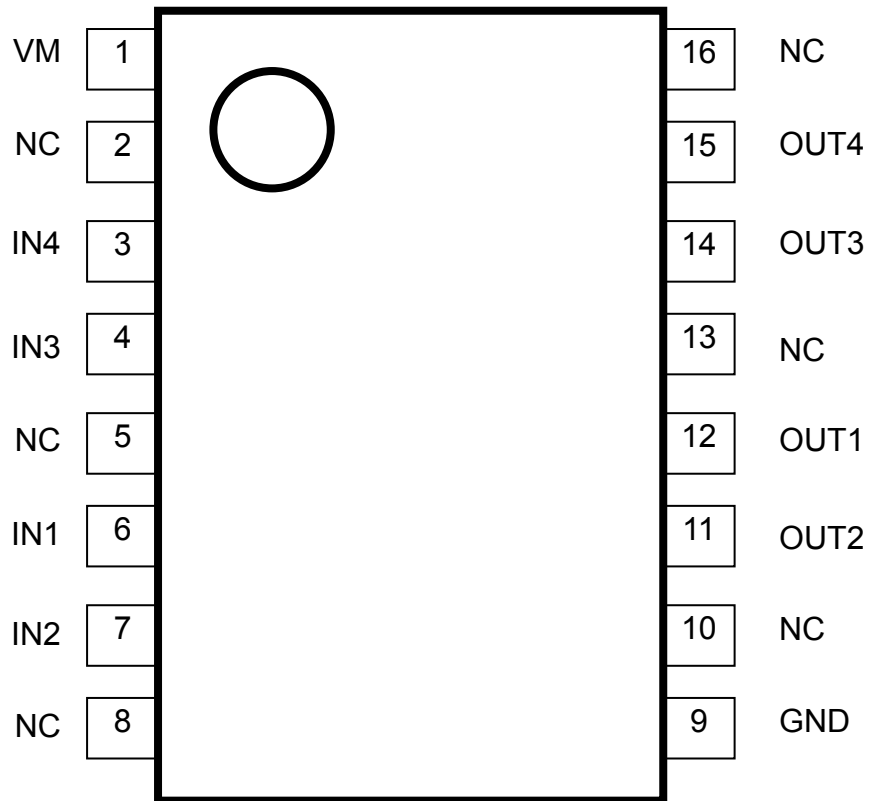 VM 1 16 NC
NC 2 15 OUT4
IN4 3 14 OUT3
IN3 4 13 NC
NC 5 12 OUT1
IN1 6 11 OUT2
IN2 7 10 NC
NC 8 9 GND